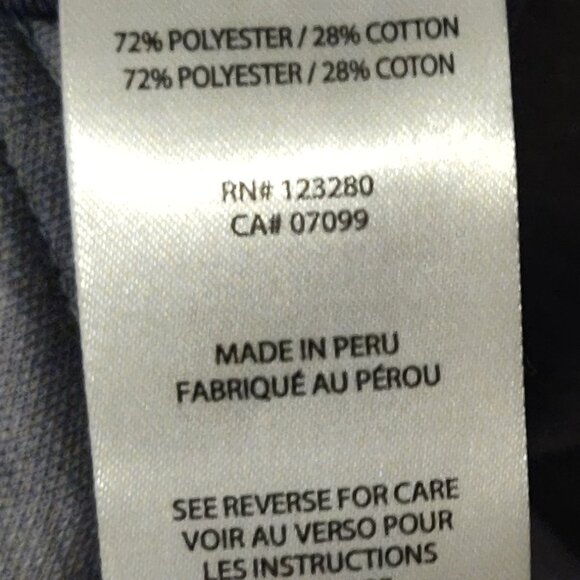 72% POLYESTER / 28% COTTON
72% POLYESTER / 28% COTON
RN# 123280
CA# 07099
MADE IN PERU
FABRIQUÉ AU PÉROU
SEE REVERSE FOR CARE
VOIR AU VERSO POUR
LES INSTRUCTIONS